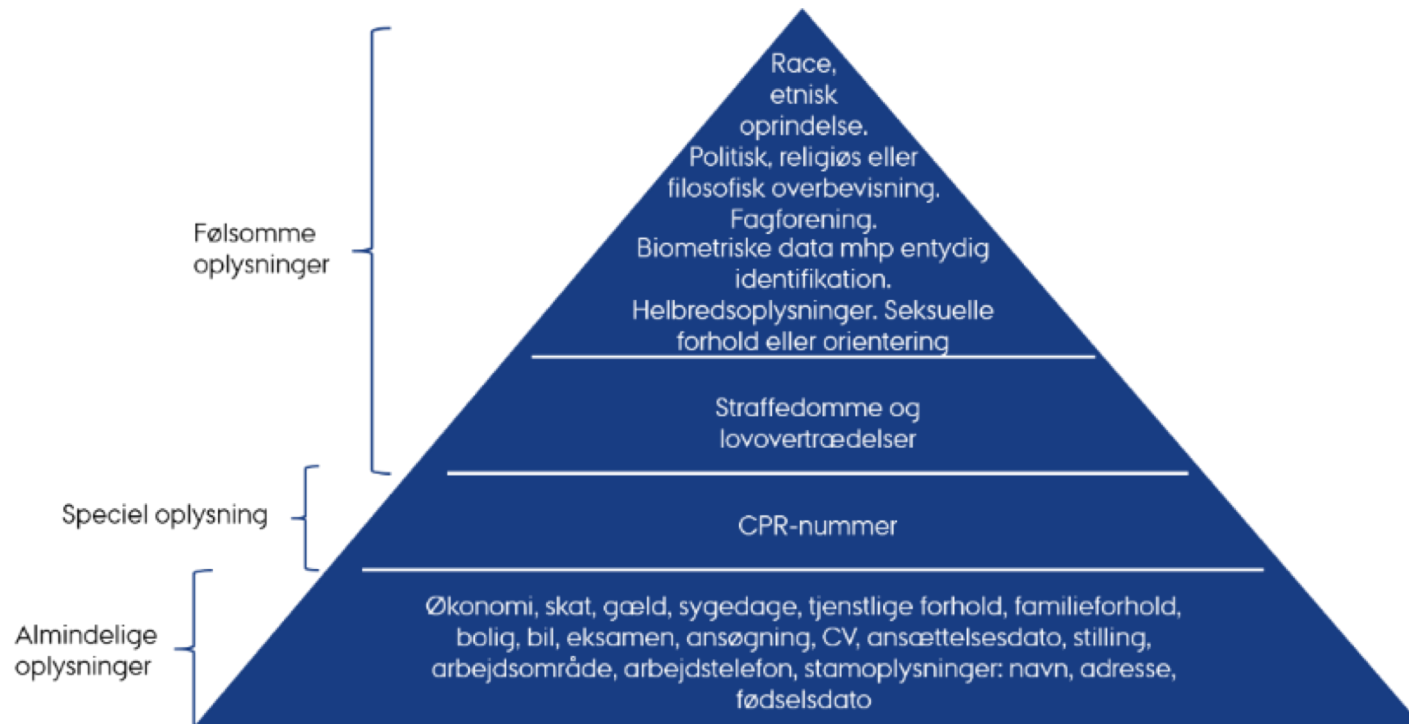 Race,
etnisk
oprindelse.
Politisk, religiøs eller
filosofisk overbevisning.
Fagforening.
Biometriske data mhp entydig
identifikation.
Helbredsoplysninger. Seksuelle
forhold eller orientering
Følsomme
oplysninger
Straffedomme og
lovovertrædelser
Speciel oplysning
CPR-nummer
Almindelige
oplysninger
Økonomi, skat, gæld, sygedage, tjenstlige forhold, familieforhold,
bolig, bil, eksamen, ansøgning, CV, ansættelsesdato, stilling,
arbejdsområde, arbejdstelefon, stamoplysninger: navn, adresse,
fødselsdato